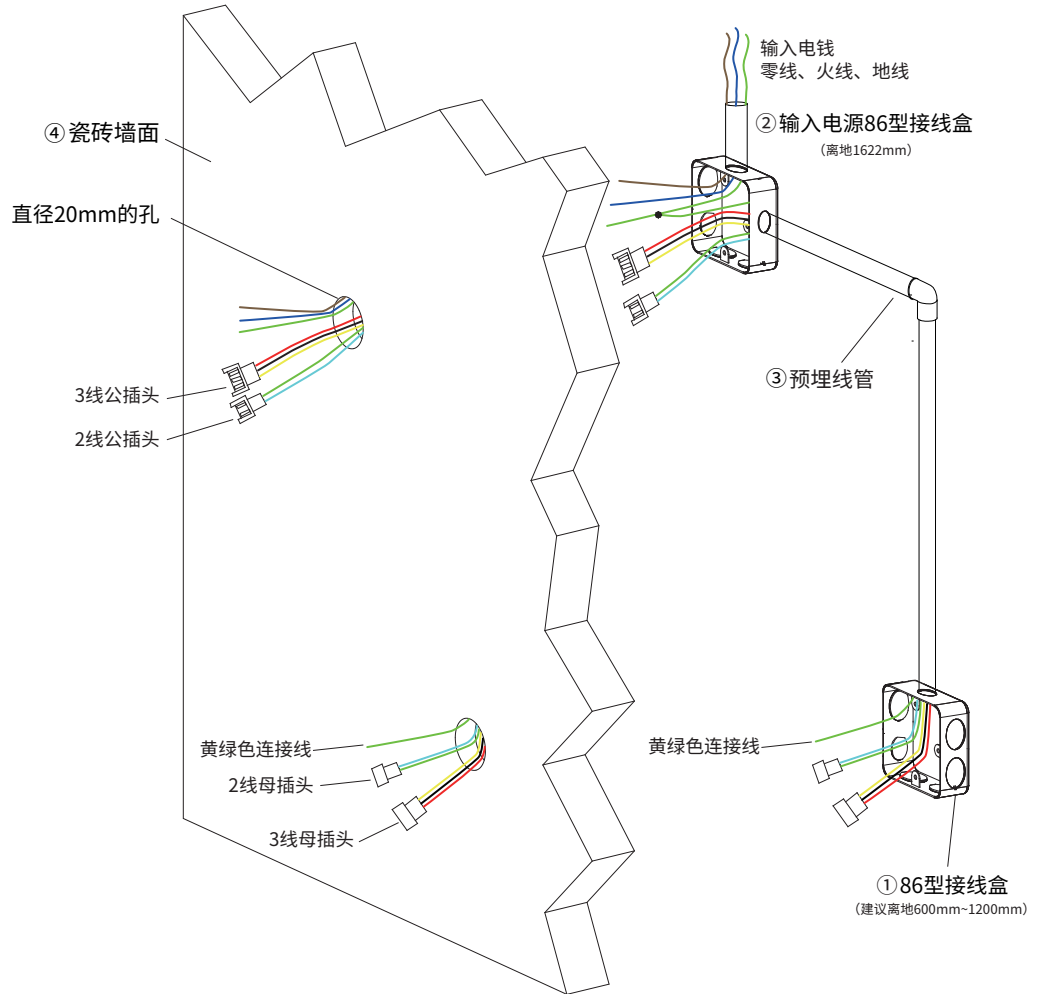 输入电钱
零线、火线、地线
②输入电源86型接线盒
（离地1622mm）
④瓷砖墙面
直径20mm的孔
③预埋线管
3线公插头
2线公插头
黄绿色连接线
2线母插头
3线母插头
黄绿色连接线
①86型接线盒
（建议离地600mm~1200mm）